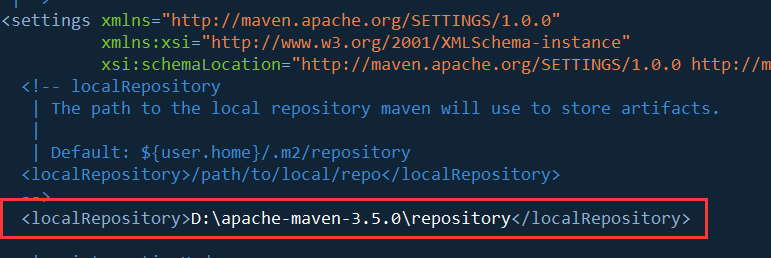 <settings xmlns="http://maven.apache.org/SETTINGS/1.0.0"
xmlns:xsi="http://www.w3.org/2001/XMLSchema-instance"
xsi:schemaLocation="http://maven.apache.org/SETTINGS/1.0.0 http://m
<!-- localRepository
| The path to the local repository maven will use to store artifacts.
|
| Default: ${user.home}/.m2/repository
<localRepository>/path/to/local/repo</localRepository>
-->
<localRepository>D:\apache-maven-3.5.0\repository</localRepository>